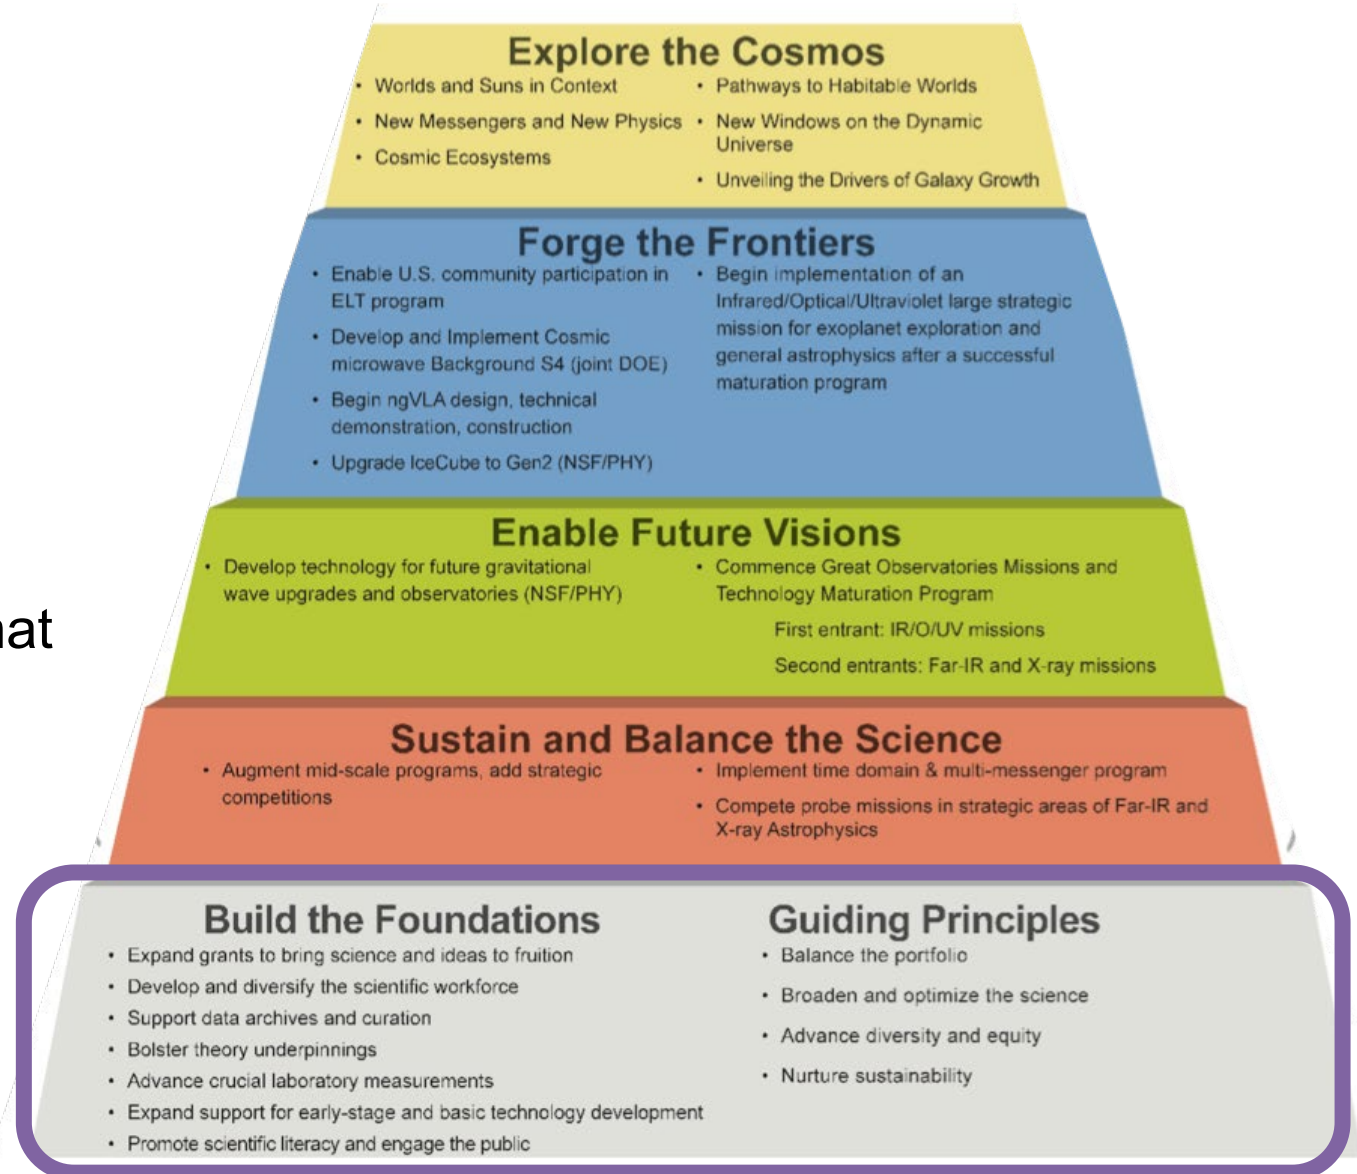 Explore the Cosmos
• Worlds and Suns in Context
• New Messengers and New Physics
• Cosmic Ecosystems
• Pathways to Habitable Worlds
• New Windows on the Dynamic
Universe
• Unveiling the Drivers of Galaxy Growth
Forge the Frontiers
• Enable U.S. community participation in
ELT program
• Develop and Implement Cosmic
microwave Background S4 (joint DOE)
• Begin ngVLA design, technical
demonstration, construction
• Upgrade IceCube to Gen2 (NSF/PHY)
• Begin implementation of an
Infrared/Optical/Ultraviolet large strategic
mission for exoplanet exploration and
general astrophysics after a successful
maturation program
Enable Future Visions
• Develop technology for future gravitational
wave upgrades and observatories (NSF/PHY)
• Commence Great Observatories Missions and
Technology Maturation Program
First entrant: IR/O/UV missions
Second entrants: Far-IR and X-ray missions
Sustain and Balance the Science
• Augment mid-scale programs, add strategic
competitions
• Implement time domain & multi-messenger program
• Compete probe missions in strategic areas of Far-IR and
X-ray Astrophysics
Build the Foundations
• Expand grants to bring science and ideas to fruition
• Develop and diversify the scientific workforce
• Support data archives and curation
• Bolster theory underpinnings
• Advance crucial laboratory measurements
• Expand support for early-stage and basic technology development
• Promote scientific literacy and engage the public
Guiding Principles
• Balance the portfolio
• Broaden and optimize the science
• Advance diversity and equity
• Nurture sustainability